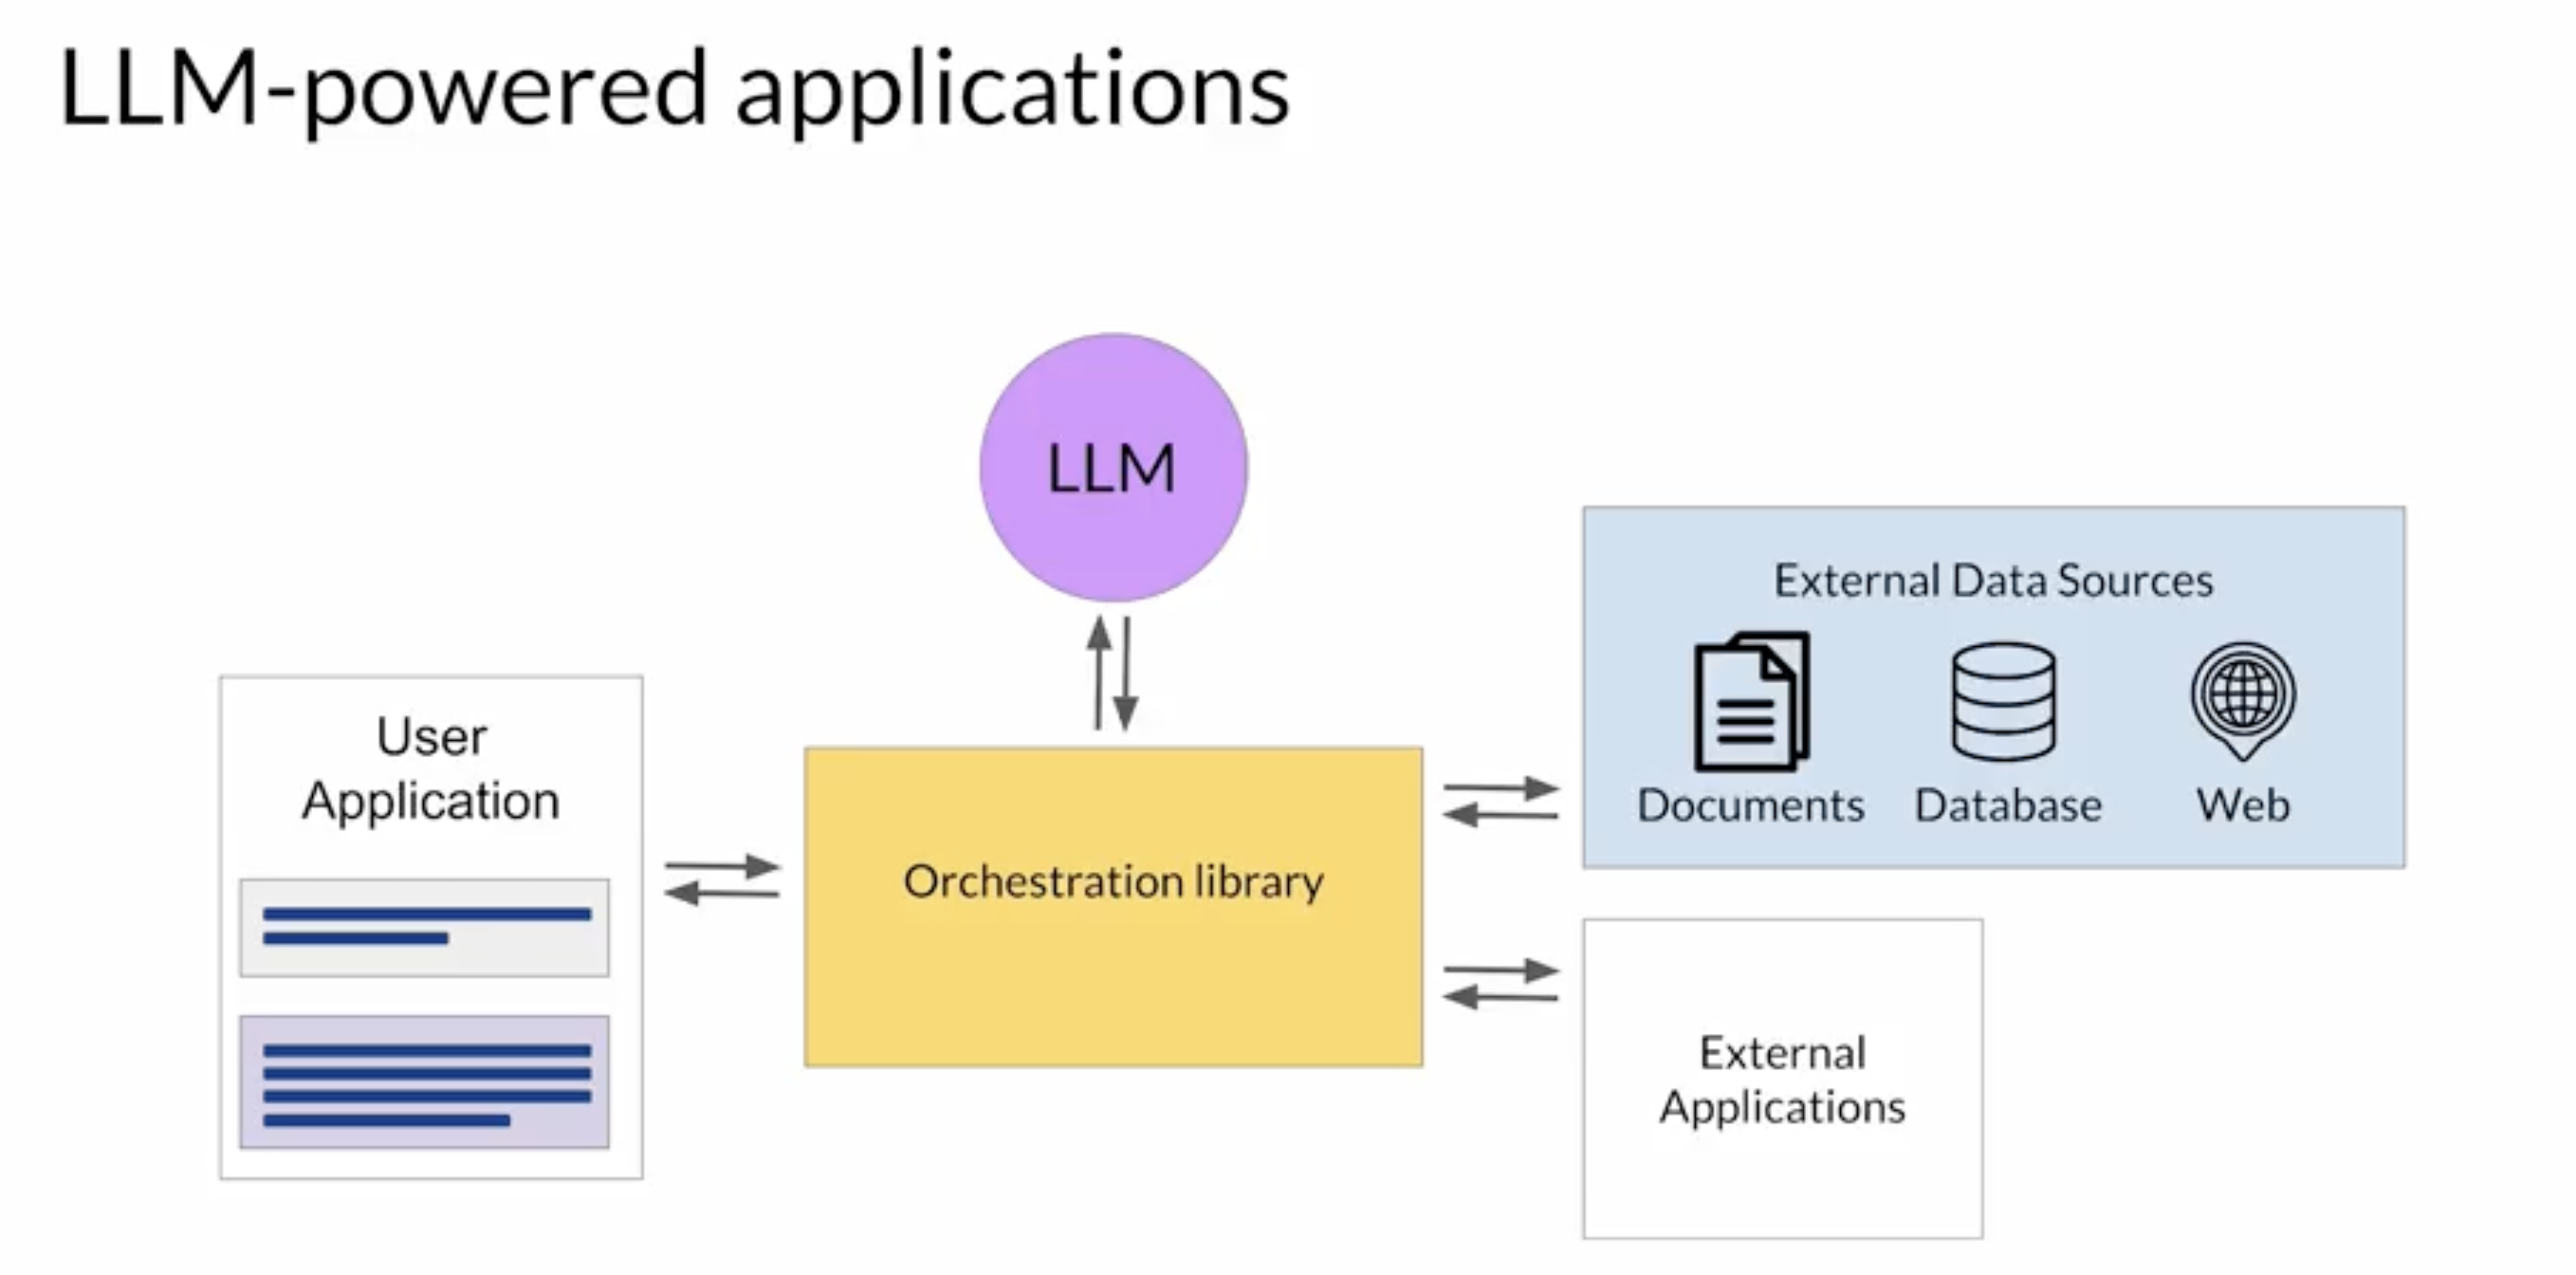 LLM-powered applications
LLM
User
Application
Orchestration library
External Data Sources
Documents Database Web
External
Applications